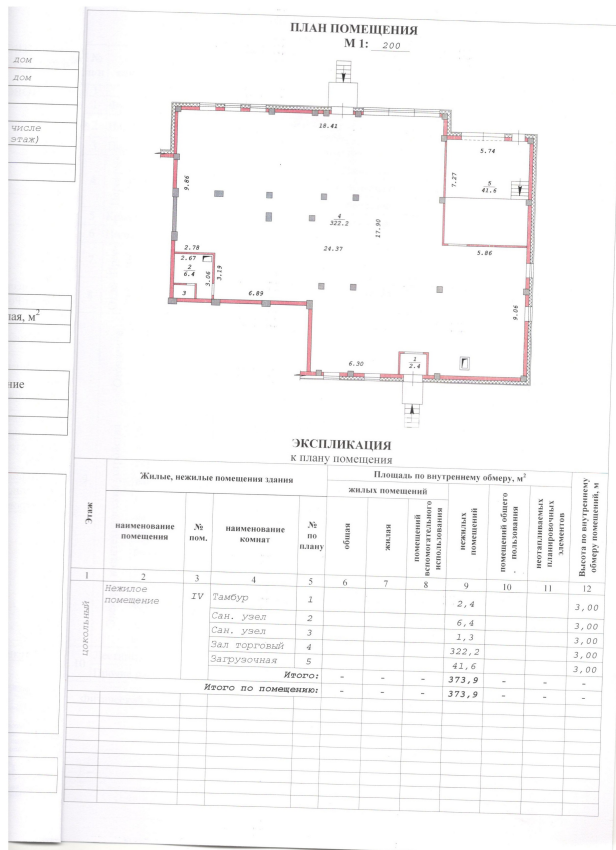 ПЛАН ПОМЕЩЕНИЯ
М 1: 200
дом
дом
числе
этаж)
18.41
5.74
9.86
7.27
5
41.6
4
322.2
17.90
24.37
2.78
5.86
2.67
2
6.4
3.06
3.19
3
6.89
9.06
6.30
1
2.4
ная, м²
ние
ЭКСПЛИКАЦИЯ
к плану помещения
Этаж
Жилые, нежилые помещения здания
Площадь по внутреннему обмеру, м²
Высота по внутреннему обмеру помещений, м
жилых помещений
наименование помещения
№ пом.
наименование комнат
№ по плану
общая
жилая
помещений вспомогательного использования
нежилых помещений
помещений общего пользования
неотапливаемых планировочных элементов
1 2 3 4 5 6 7 8 9 10 11 12
цокольный
Нежилое помещение IV Тамбур 1 2,4 3,00
Сан. узел 2 6,4 3,00
Сан. узел 3 1,3 3,00
Зал торговый 4 322,2 3,00
Загрузочная 5 41,6 3,00
Итого: - - - 373,9 - - -
Итого по помещению: - - - 373,9 - - -